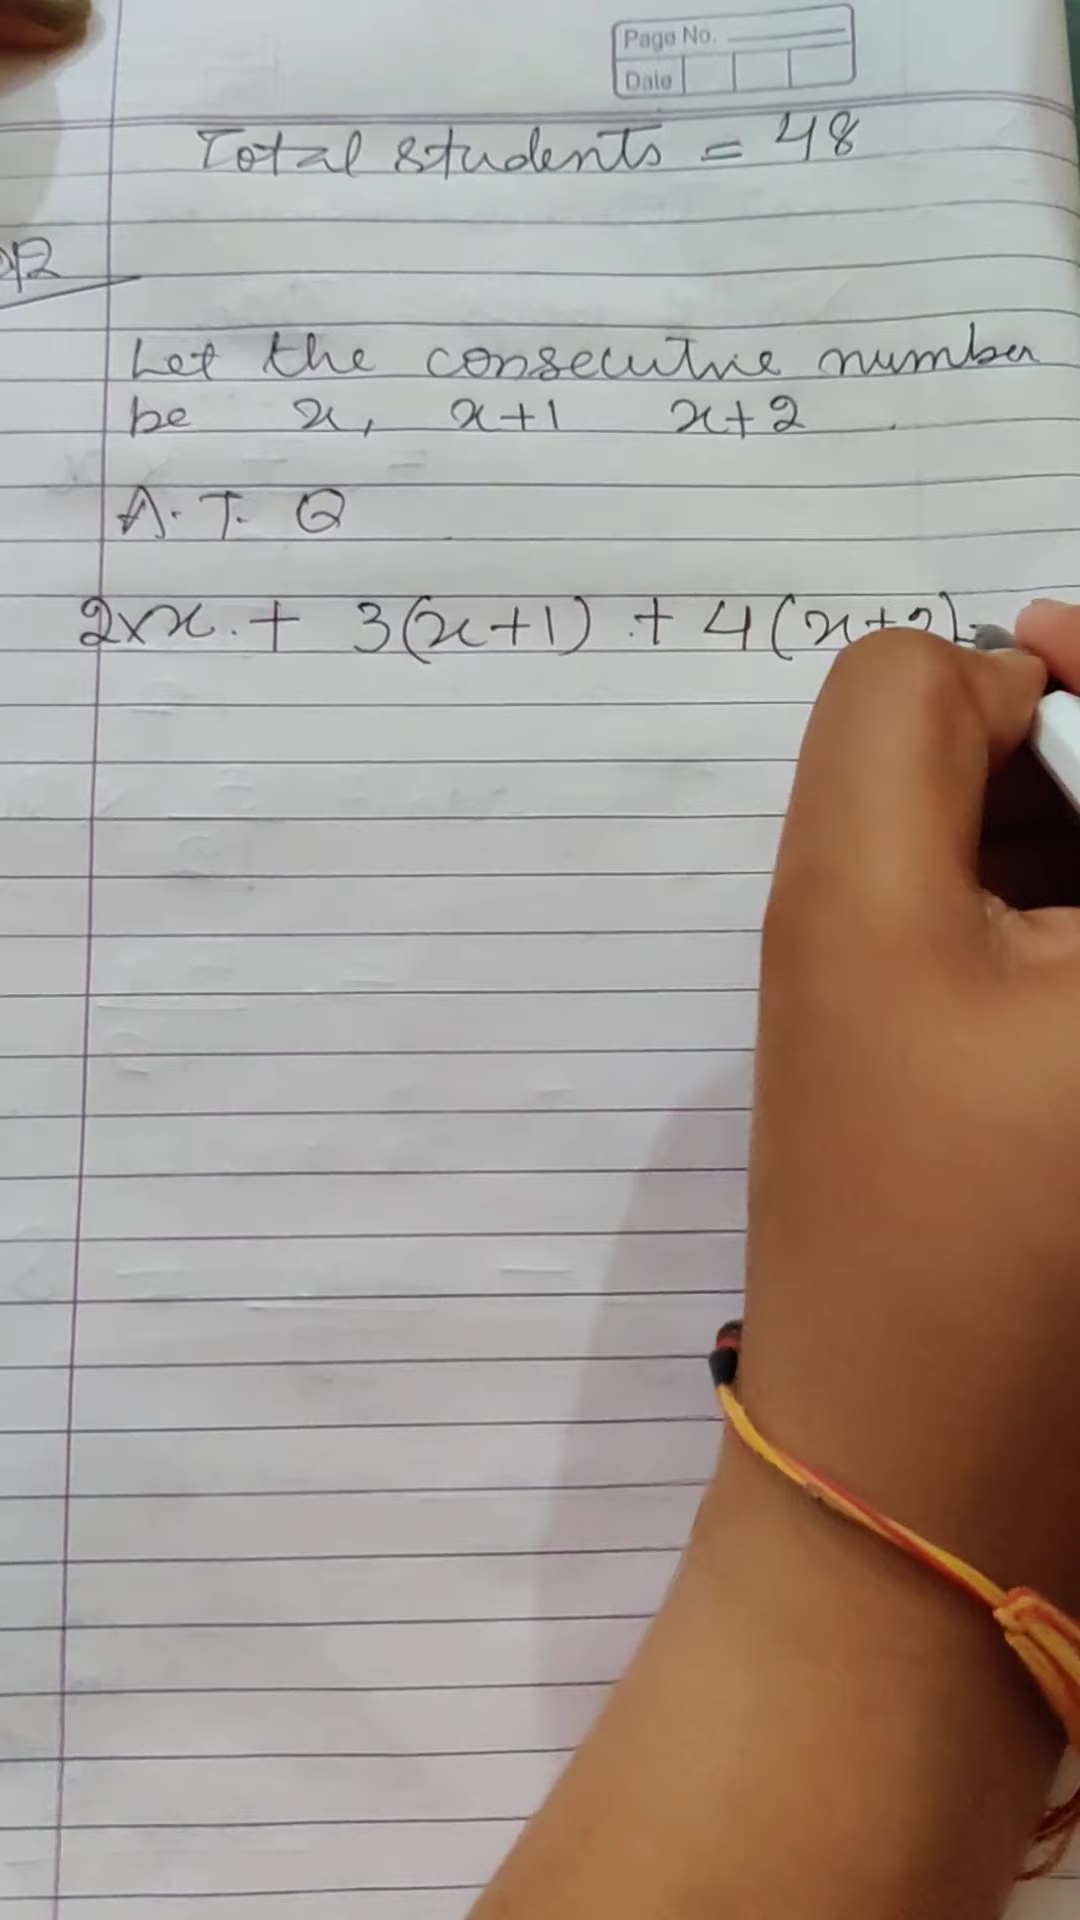 Page No.
Date
Total students = 48
Let the consecutive number
be x, x+1 x+2
A. T. Q
2×x. + 3(x+1) + 4(x+2)=